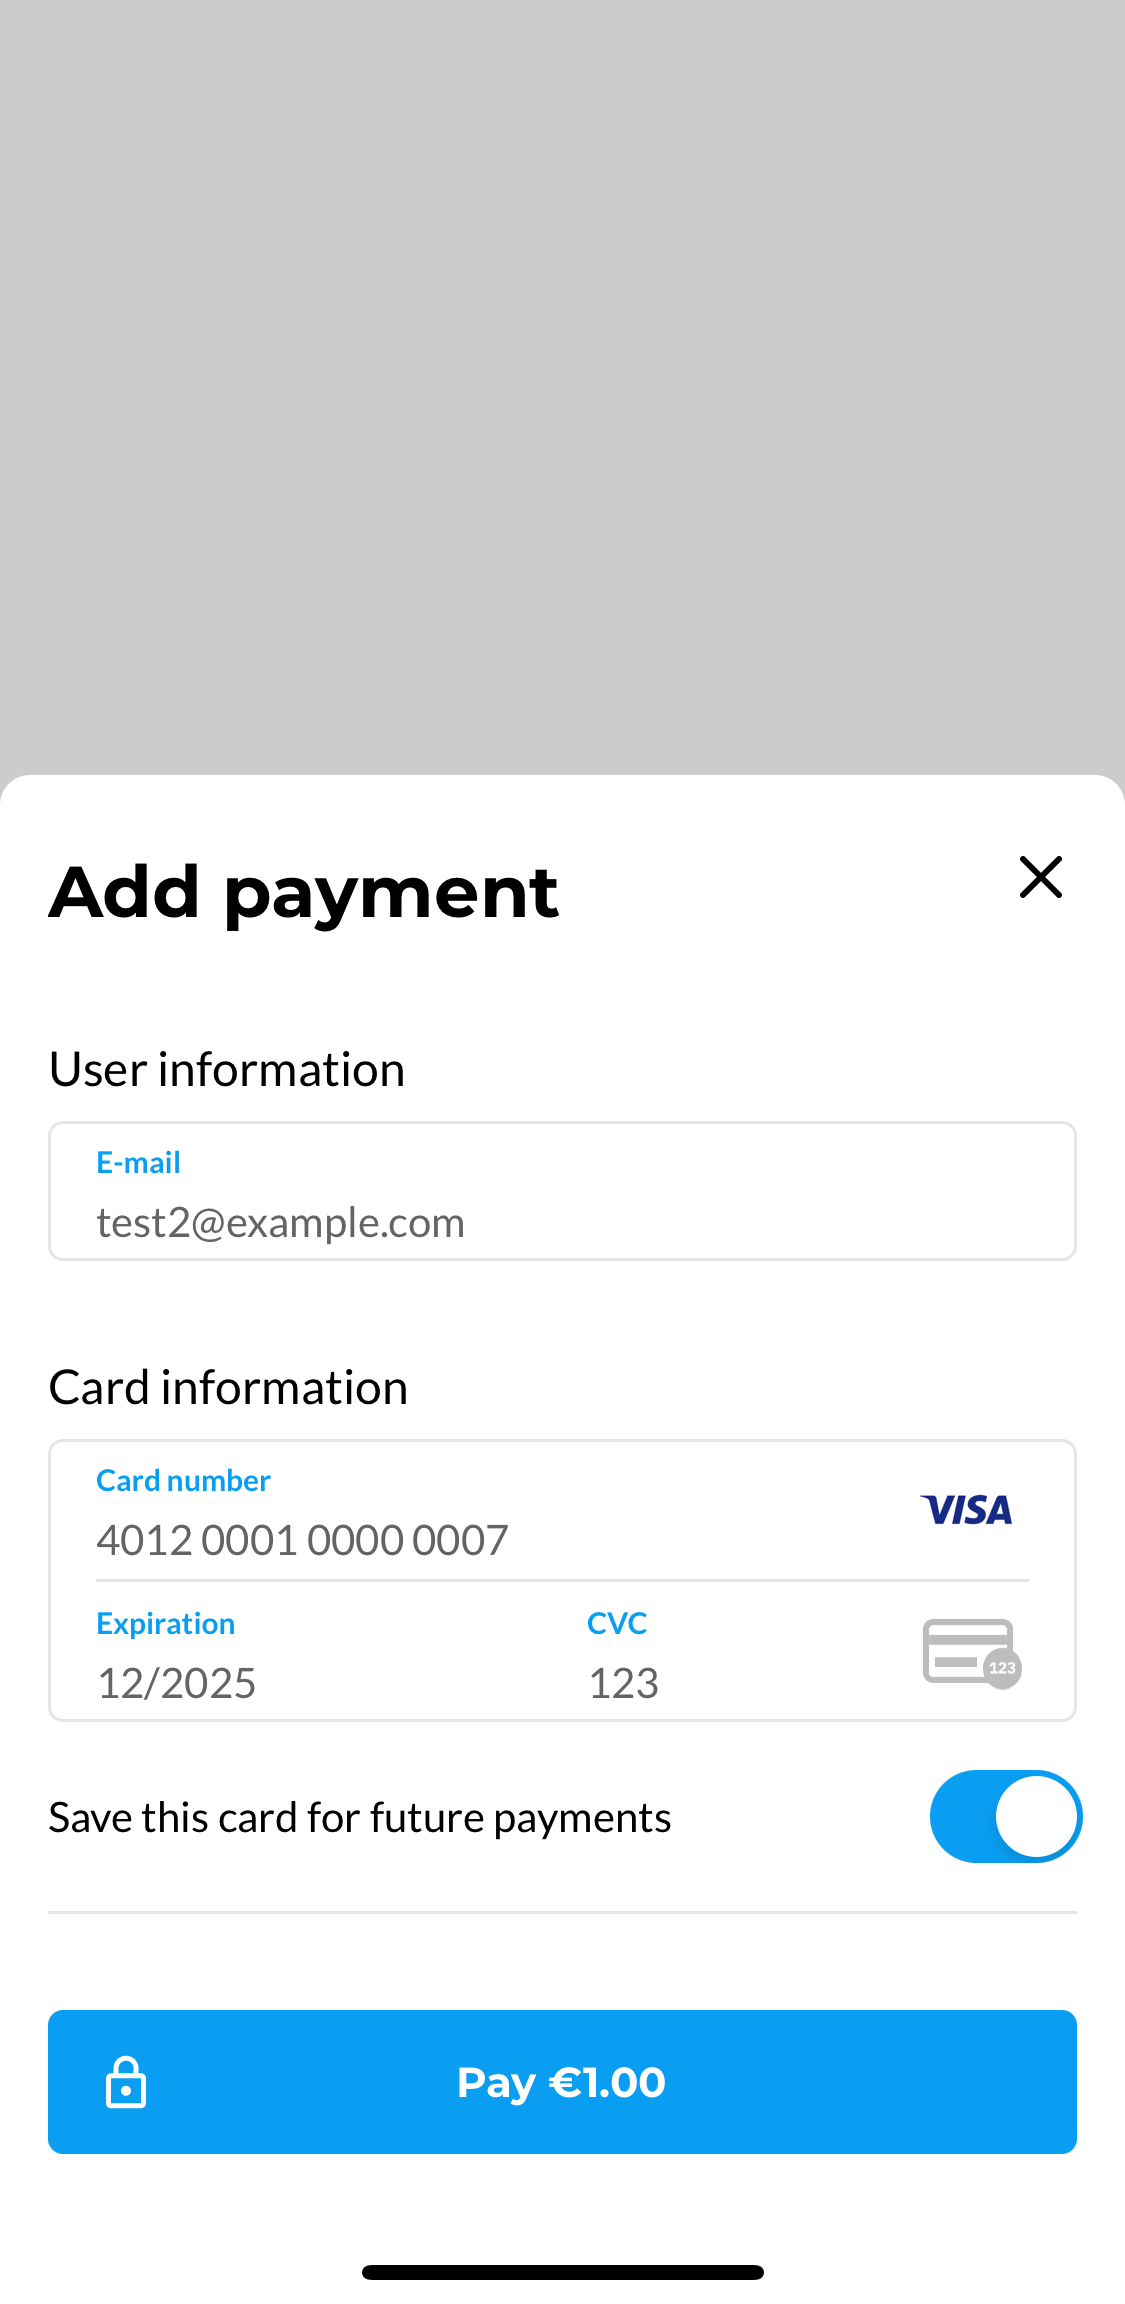 Add payment
User information
E-mail
test2@example.com
Card information
Card number
4012 0001 0000 0007
VISA
Expiration
CVC
12/2025
123
123
Save this card for future payments
Pay €1.00